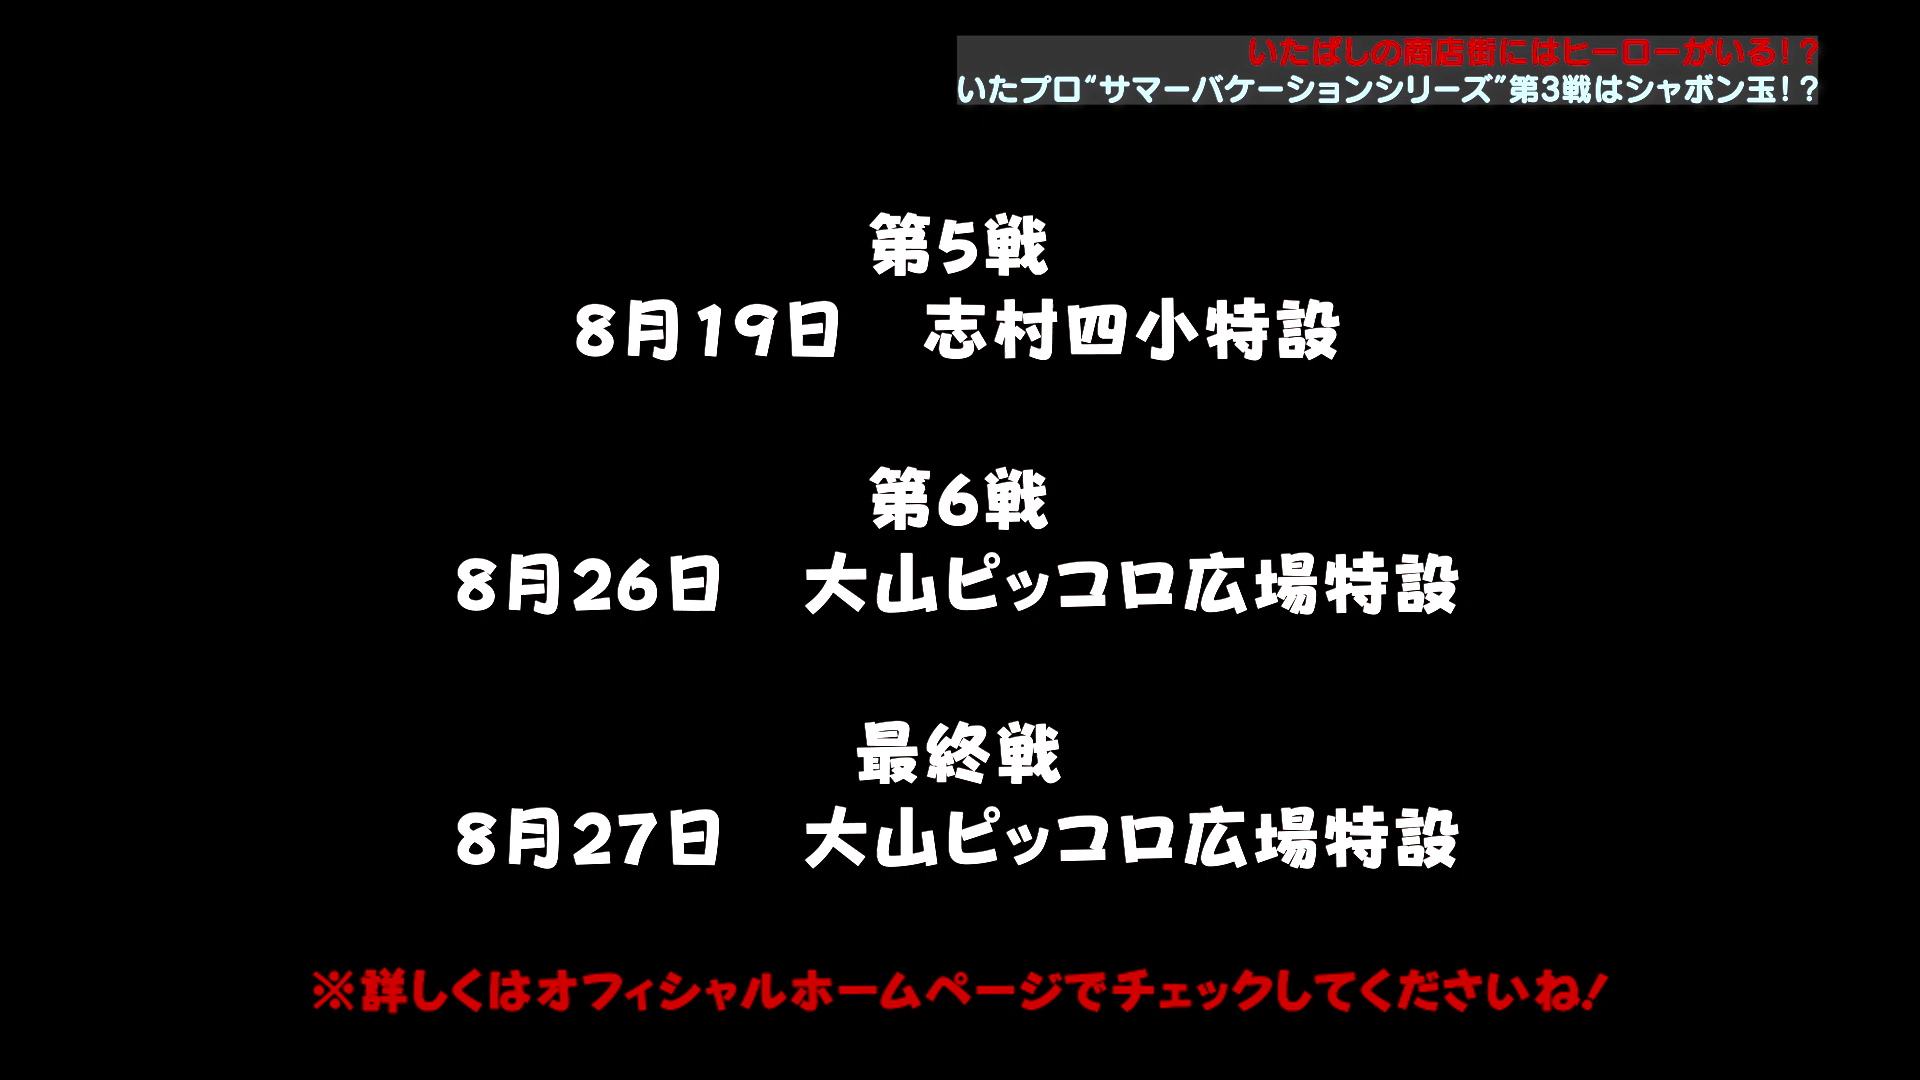 いたばしの商店街にはヒーローがいる!?
いたプロ“サマーバケーションシリーズ”第3戦はシャボン玉!?
第5戦
8月19日　志村四小特設
第6戦
8月26日　大山ピッコロ広場特設
最終戦
8月27日　大山ピッコロ広場特設
※詳しくはオフィシャルホームページでチェックしてくださいね!